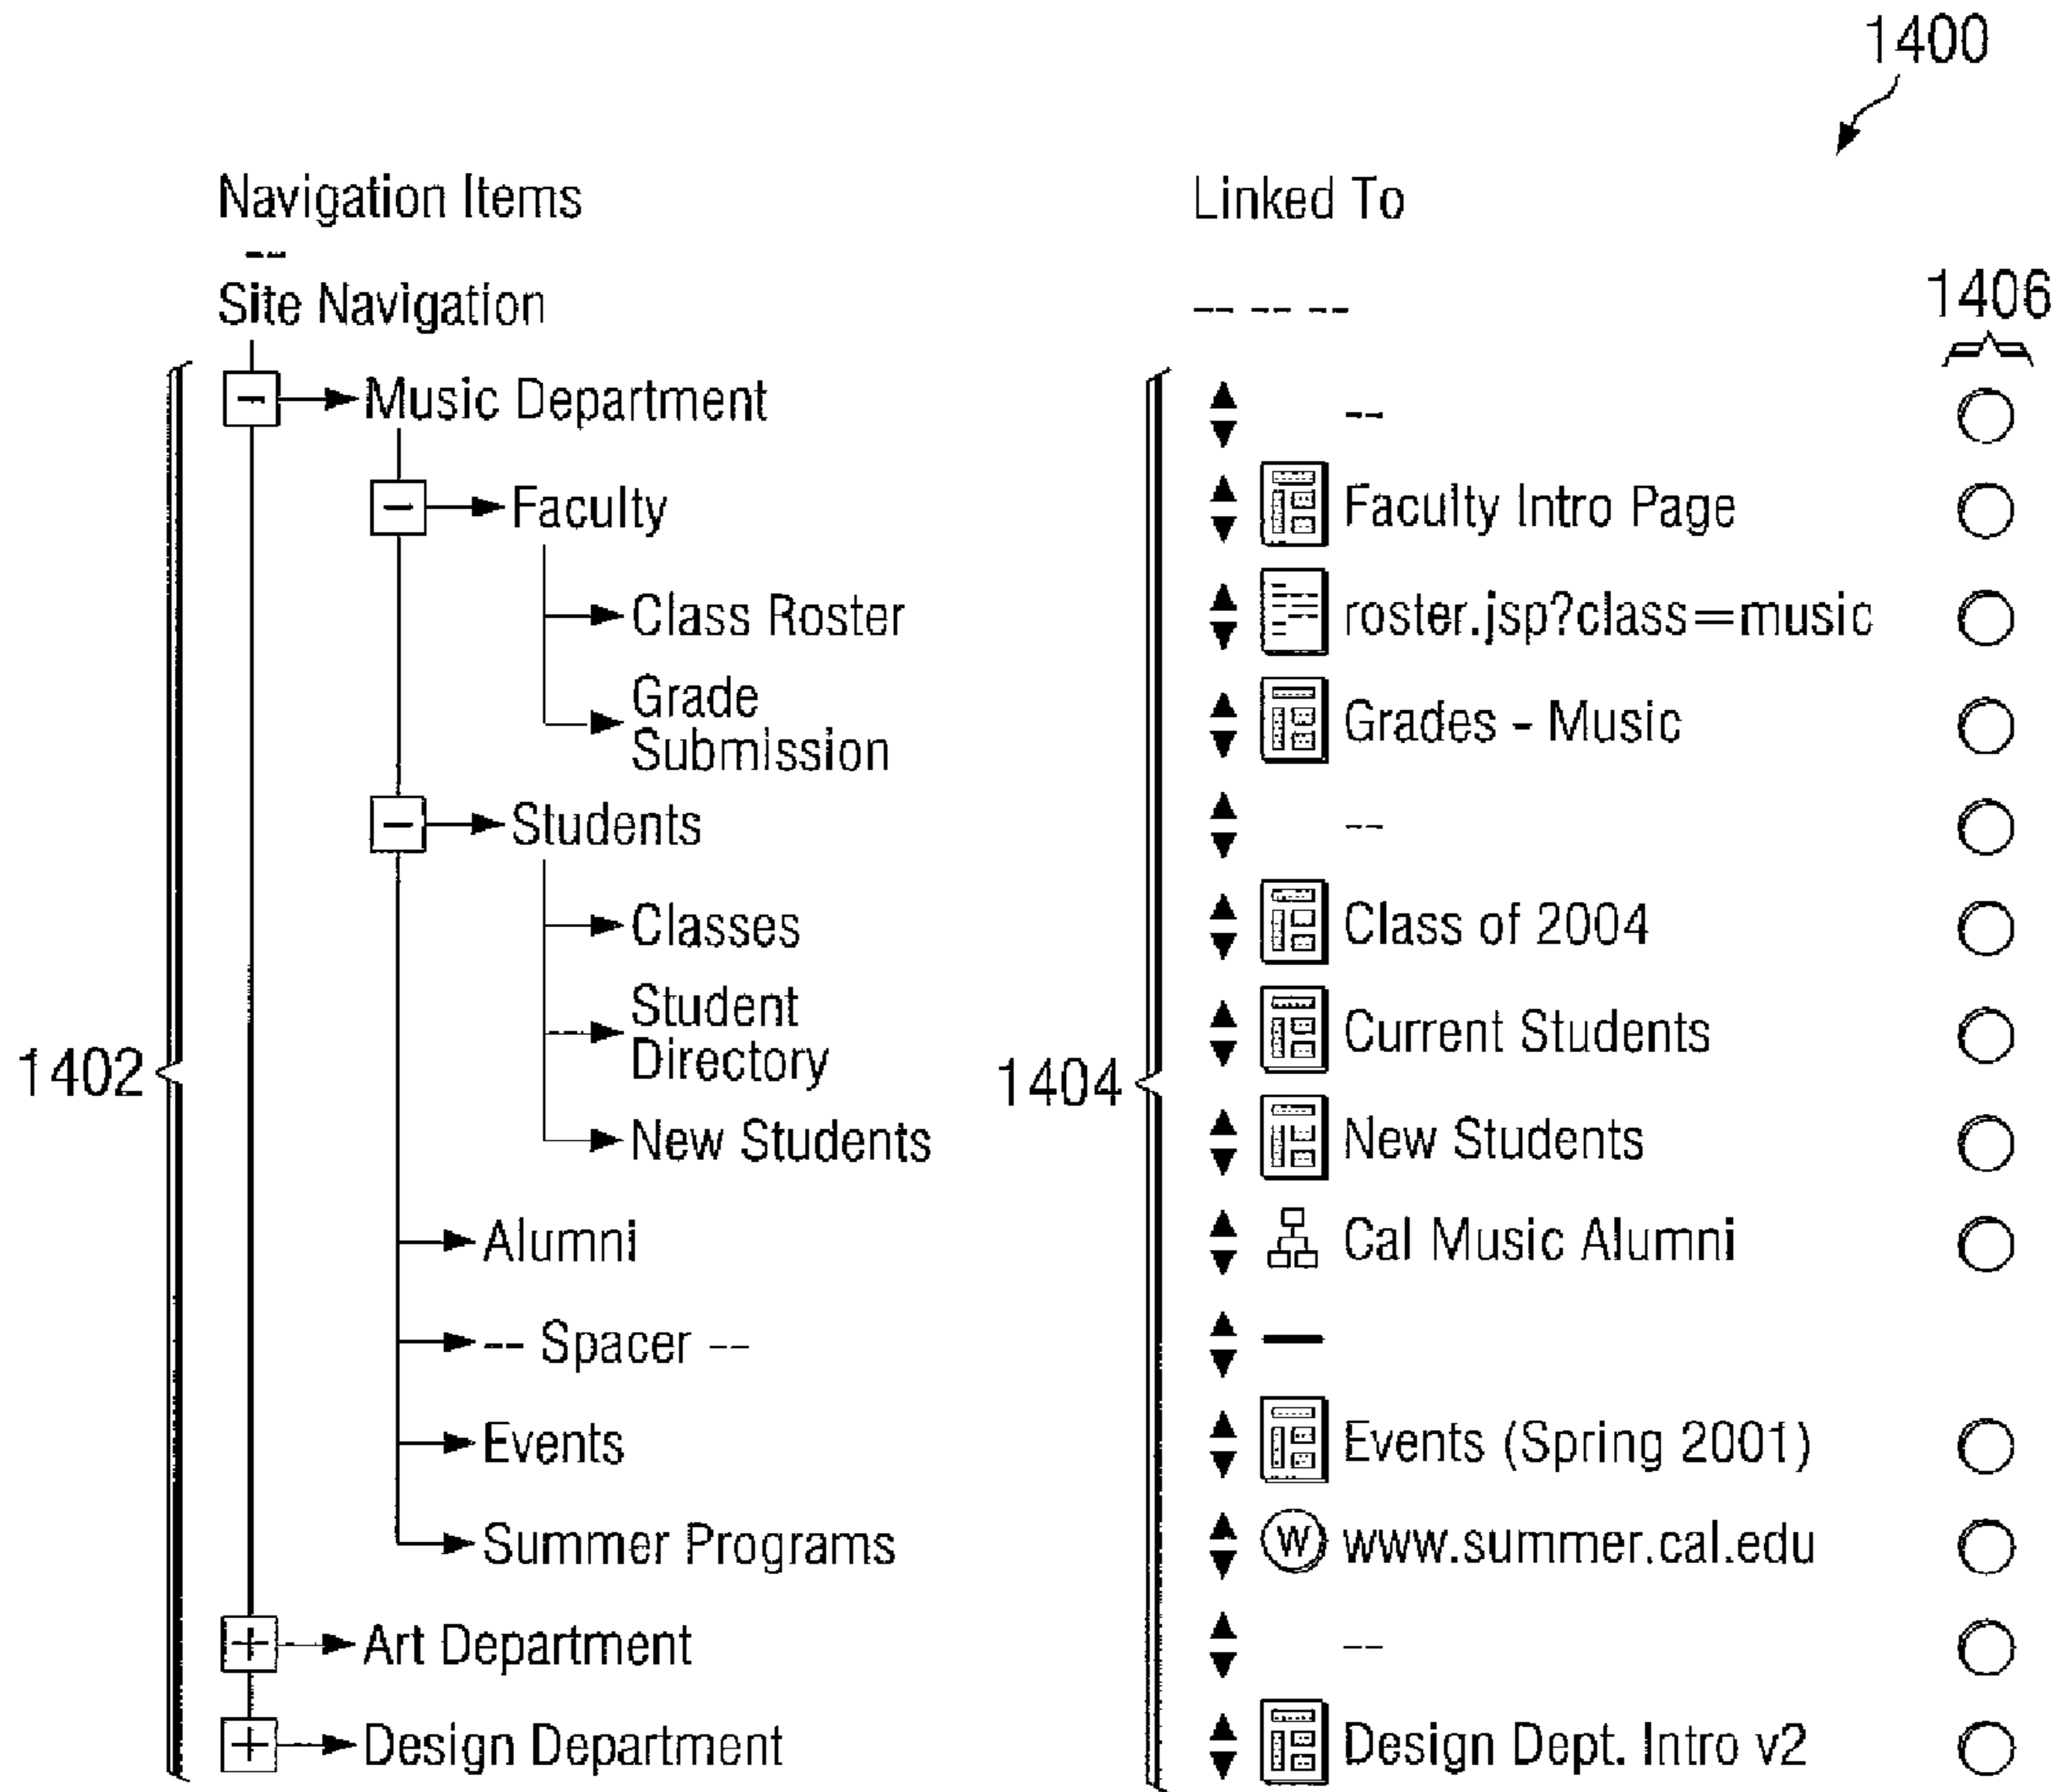 1400
Navigation Items
Linked To
--
Site Navigation
-- -- --
1406
Music Department
--
Faculty
Faculty Intro Page
Class Roster
roster.jsp?class=music
Grade
Submission
Grades - Music
Students
--
Classes
Class of 2004
Student
Directory
Current Students
1402
1404
New Students
New Students
Alumni
Cal Music Alumni
-- Spacer --
Events
Events (Spring 2001)
Summer Programs
W www.summer.cal.edu
Art Department
--
Design Department
Design Dept. Intro v2